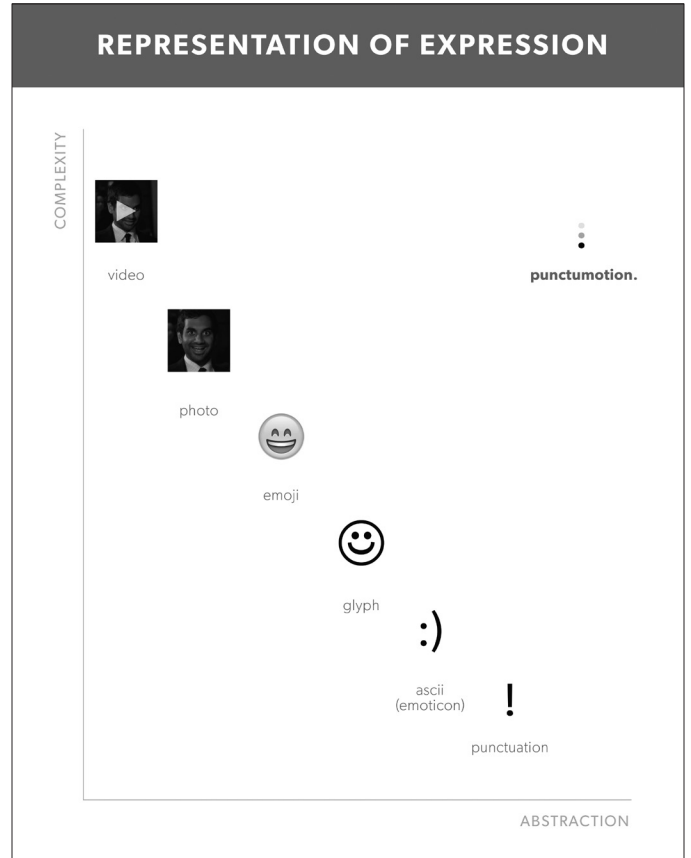 REPRESENTATION OF EXPRESSION
COMPLEXITY
video
punctumotion.
photo
emoji
glyph
:)
ascii
(emoticon)
!
punctuation
ABSTRACTION